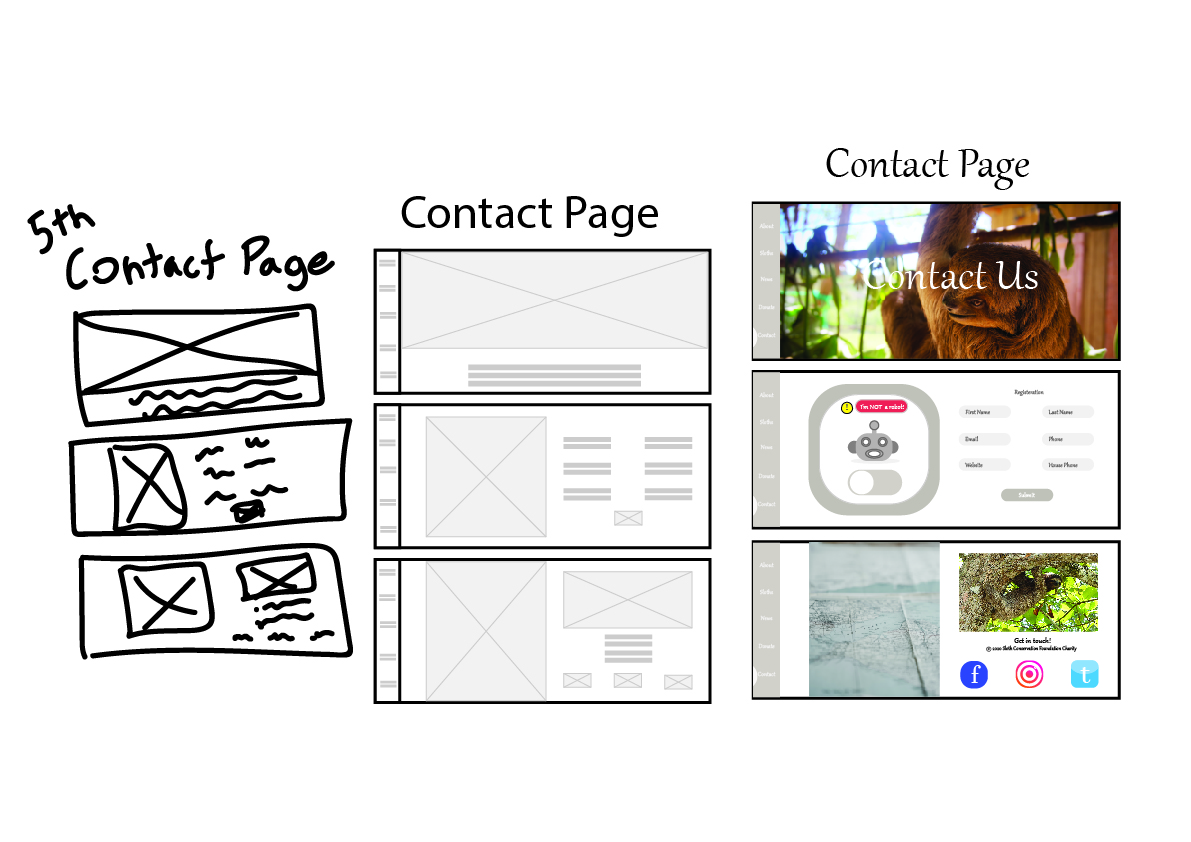 5th
Contact Page
Contact Page
Contact Page
About
Sloths
News
Donate
Contact
Contact Us
About
Sloths
News
Donate
Contact
!
I'm NOT a robot!
Registration
First Name
Last Name
Email
Phone
Website
House Phone
Submit
About
Sloths
News
Donate
Contact
Get in touch!
© 2020 Sloth Conservation Foundation Charity
f
t